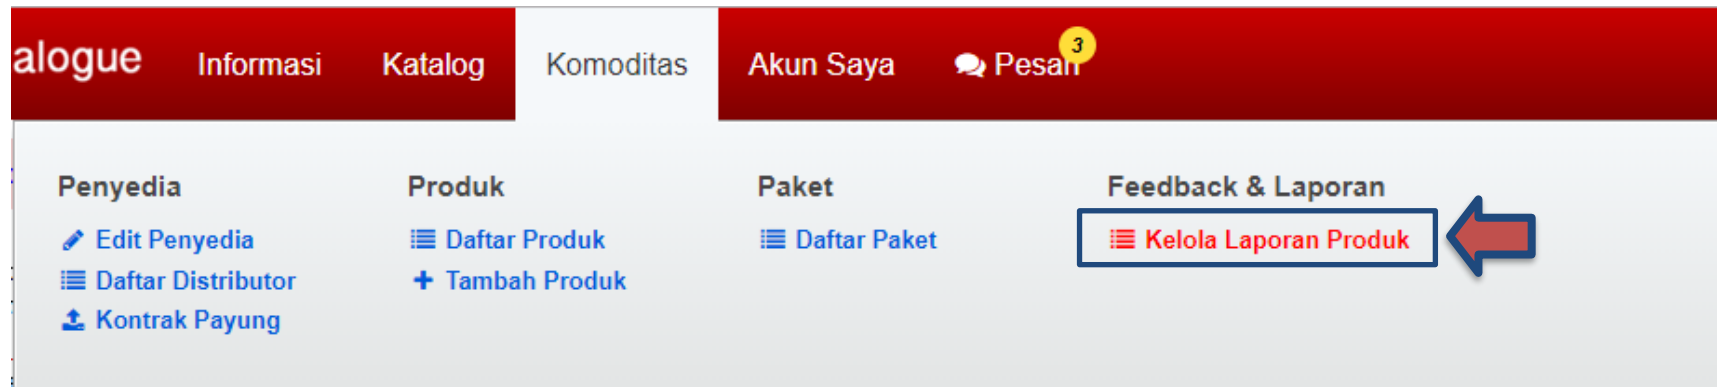 alogue Informasi Katalog Komoditas Akun Saya Pesan 3
Penyedia Produk Paket Feedback & Laporan
Edit Penyedia Daftar Produk Daftar Paket Kelola Laporan Produk
Daftar Distributor Tambah Produk
Kontrak Payung